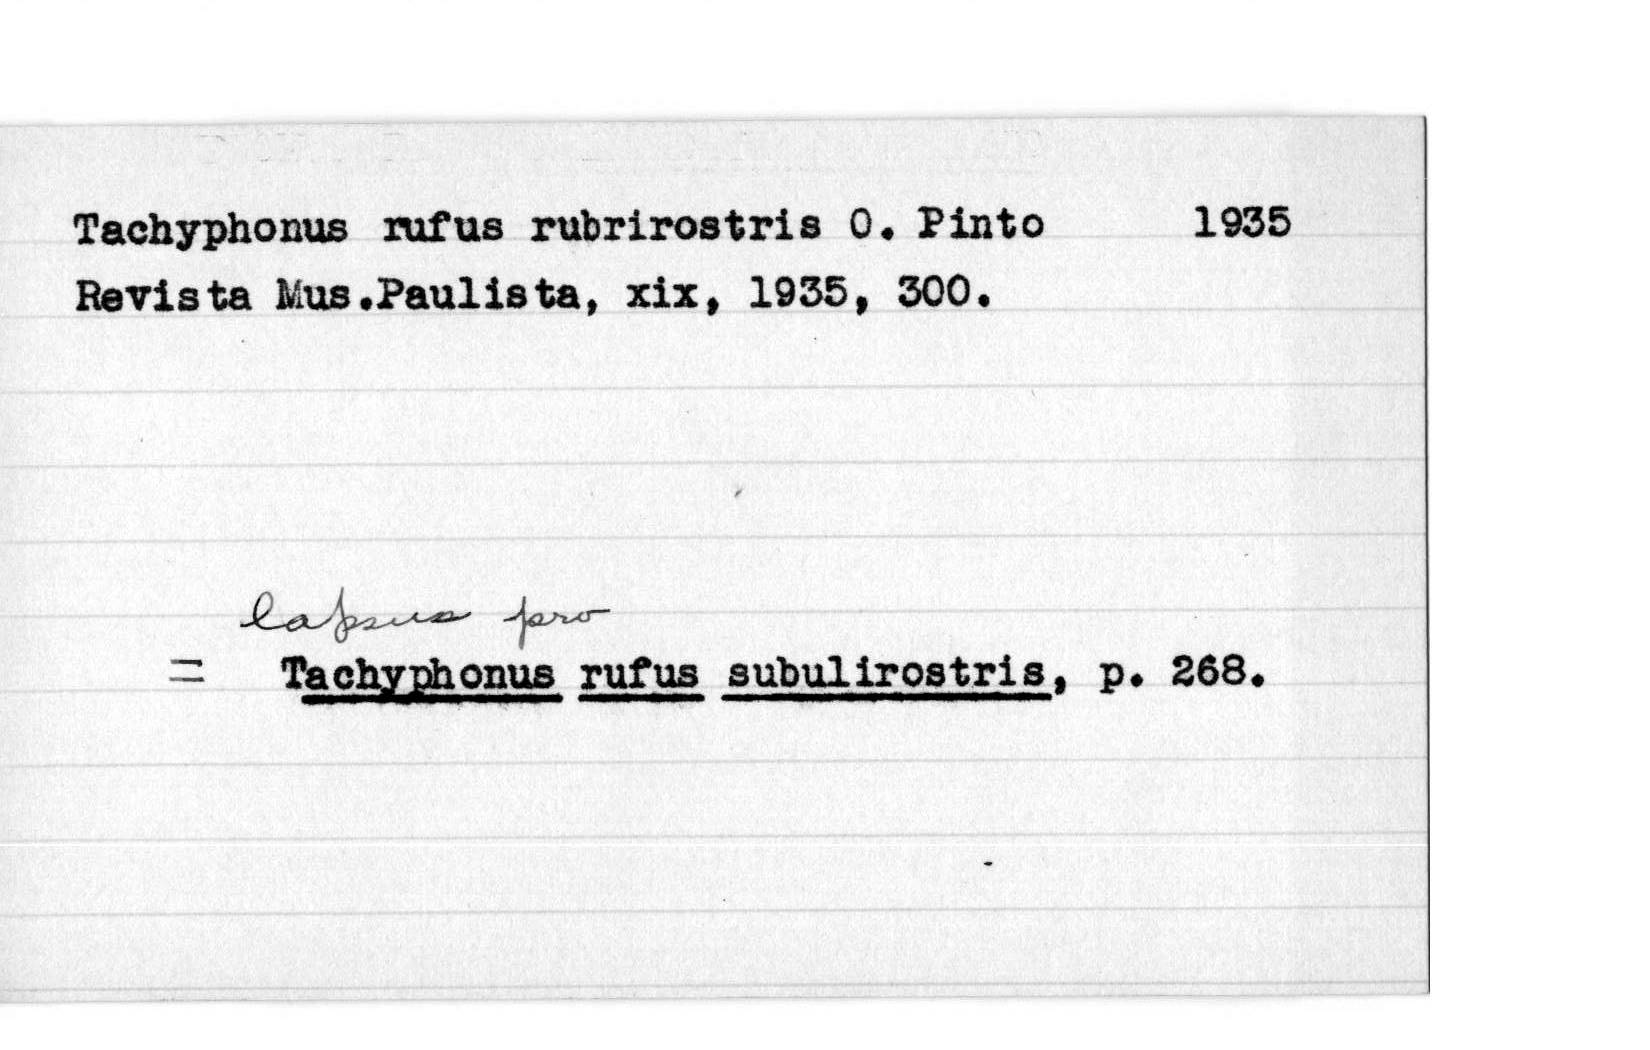 Tachyphonus rufus rubrirostris O. Pinto 1935
Revista Mus.Paulista, xix, 1935, 300.
lapsus pro
= Tachyphonus rufus subulirostris, p. 268.